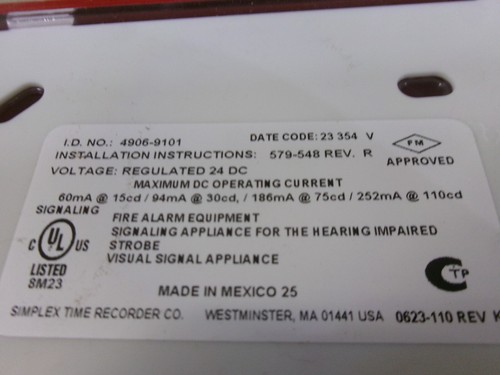 I.D. NO.: 4906-9101 DATE CODE: 23 354 V
INSTALLATION INSTRUCTIONS: 579-548 REV. R
FM
APPROVED
VOLTAGE: REGULATED 24 DC
MAXIMUM DC OPERATING CURRENT
60mA @ 15cd / 94mA @ 30cd, / 186mA @ 75cd / 252mA @ 110cd
SIGNALING
C UL US
LISTED
SM23
FIRE ALARM EQUIPMENT
SIGNALING APPLIANCE FOR THE HEARING IMPAIRED
STROBE
VISUAL SIGNAL APPLIANCE
C TP
MADE IN MEXICO 25
SIMPLEX TIME RECORDER CO. WESTMINSTER, MA 01441 USA 0623-110 REV K